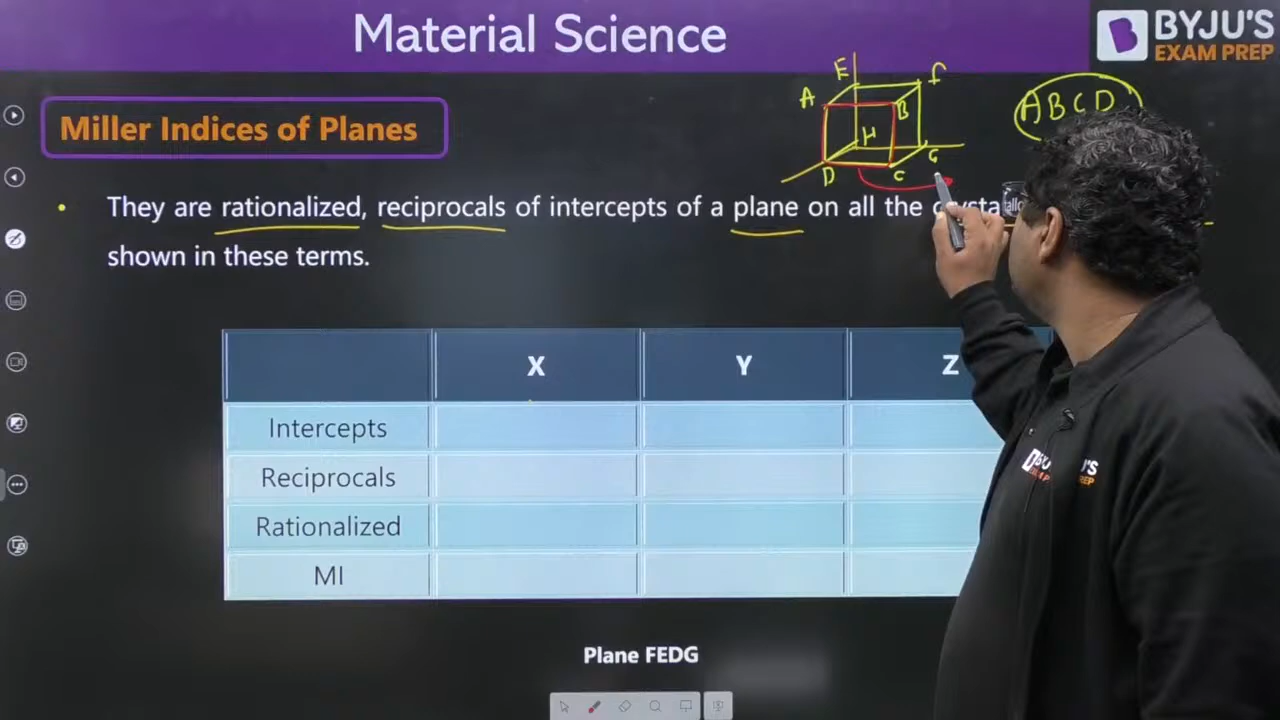 Material Science
BYJU'S
EXAM PREP
Miller Indices of Planes
E
F
A
B
H
D
C
G
A B C D
They are rationalized, reciprocals of intercepts of a plane on all the
shown in these terms.
X
Y
Z
Intercepts
Reciprocals
Rationalized
MI
Plane FEDG